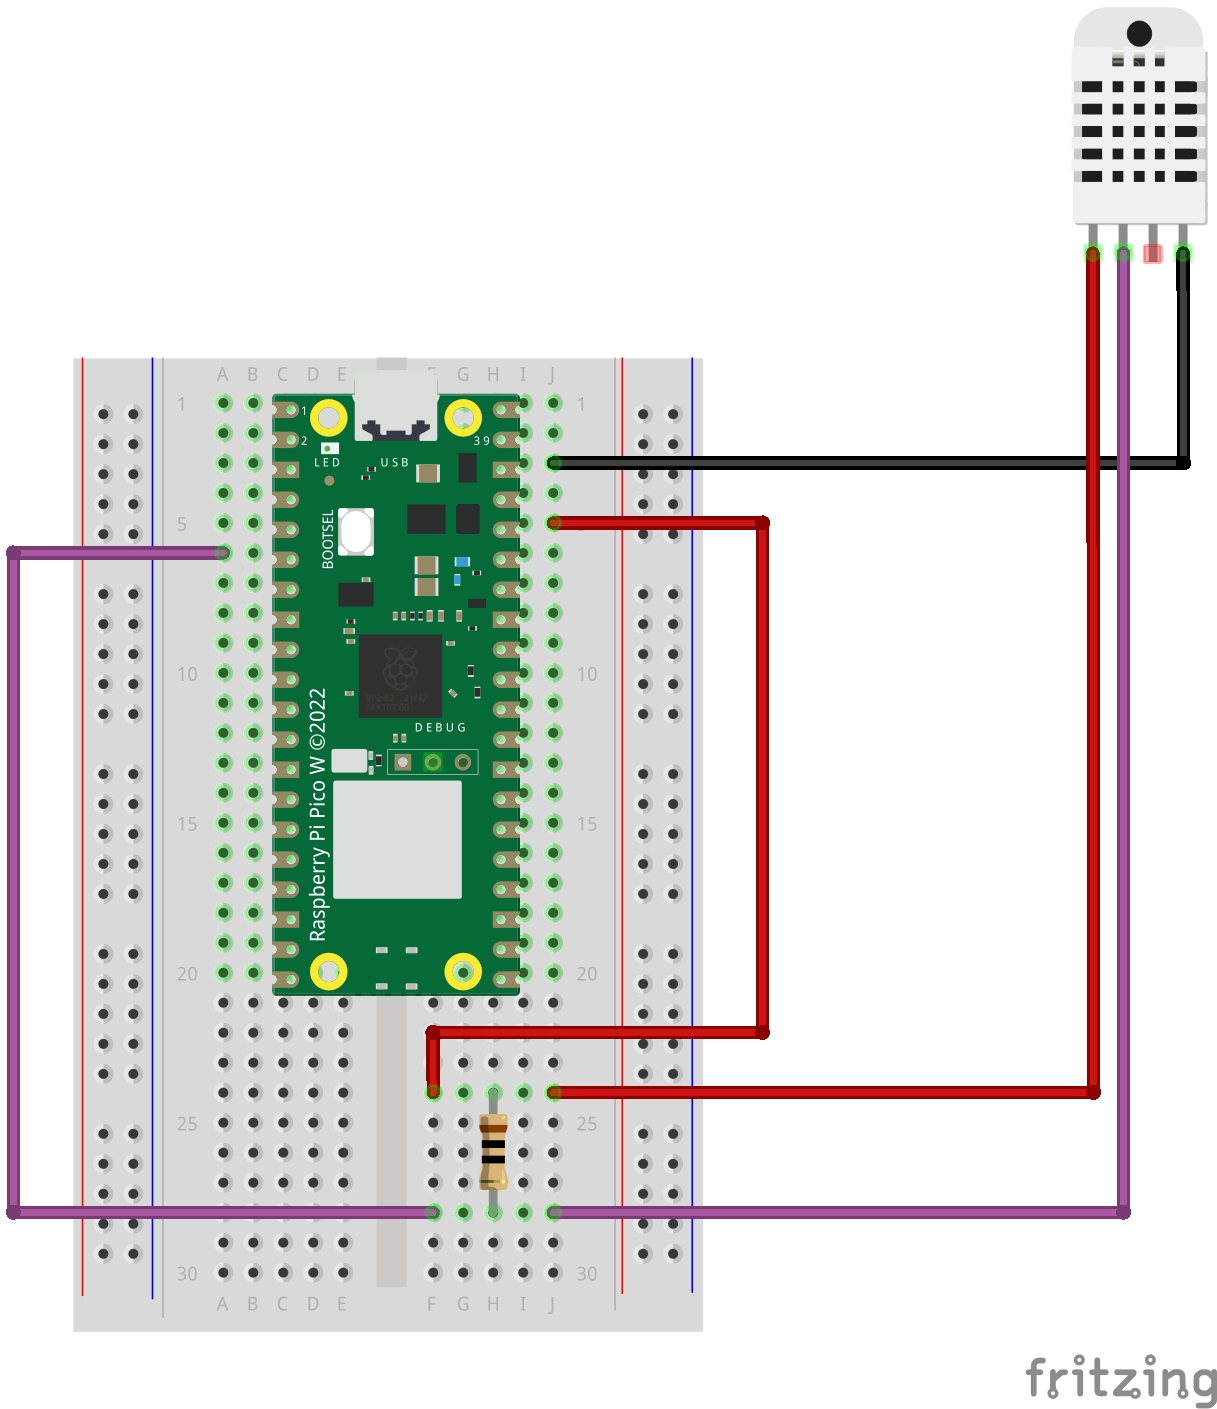 A B C D E F G H I J
1 1
1
2 39
LED USB
5
BOOTSEL
10 10
DEBUG
Raspberry Pi Pico W ©2022
15 15
20 20
25 25
30 30
A B C D E F G H I J
fritzing